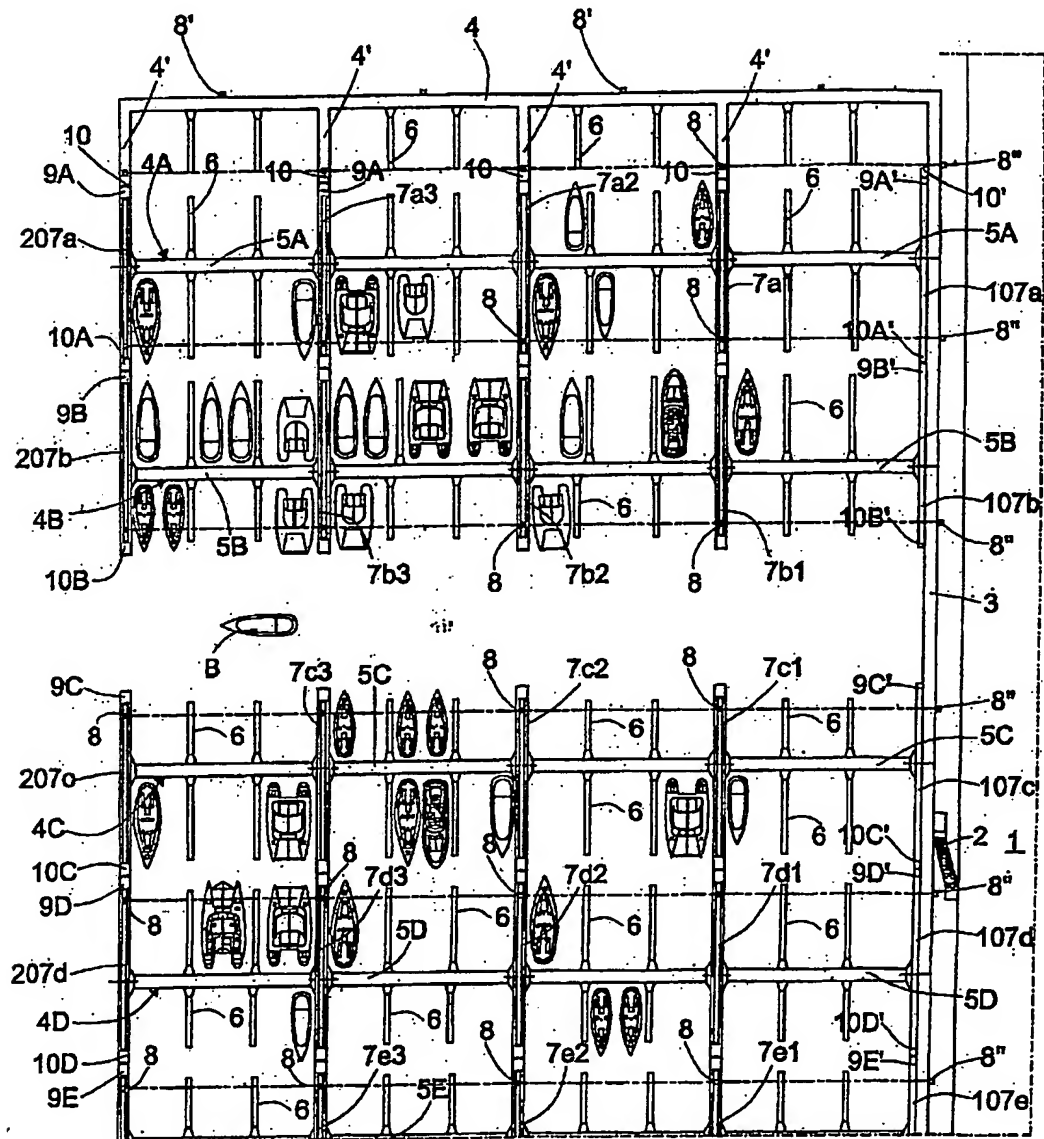 8' 4 8'
4' 4' 4' 4'
10 4A 6 6 6 8 8"
9A 10 9A 10 7a2 10 6 9A' 10'
7a3
207a 5A 5A
8 8 7a 107a
10A 10A' 8"
9B 9B'
6
207b 5B
4B 5B 6 107b
10B' 8"
10B 7b3 8 7b2 8 7b1
3
B
9C 7c3 5C 8 7c2 8 7c1 9C'
8 6 6 6 8"
207c 5C
107c
4C 6 6 2 1
10C 8 8 10C'
9D 7d3 7d2 7d1 9D' 8"
8 6 6 6
207d 5D 107d
4D 5D
6 6 10D'
10D 8 7e3 8 7e2 8 7e1 9E' 8"
9E 8 6 5E 107e